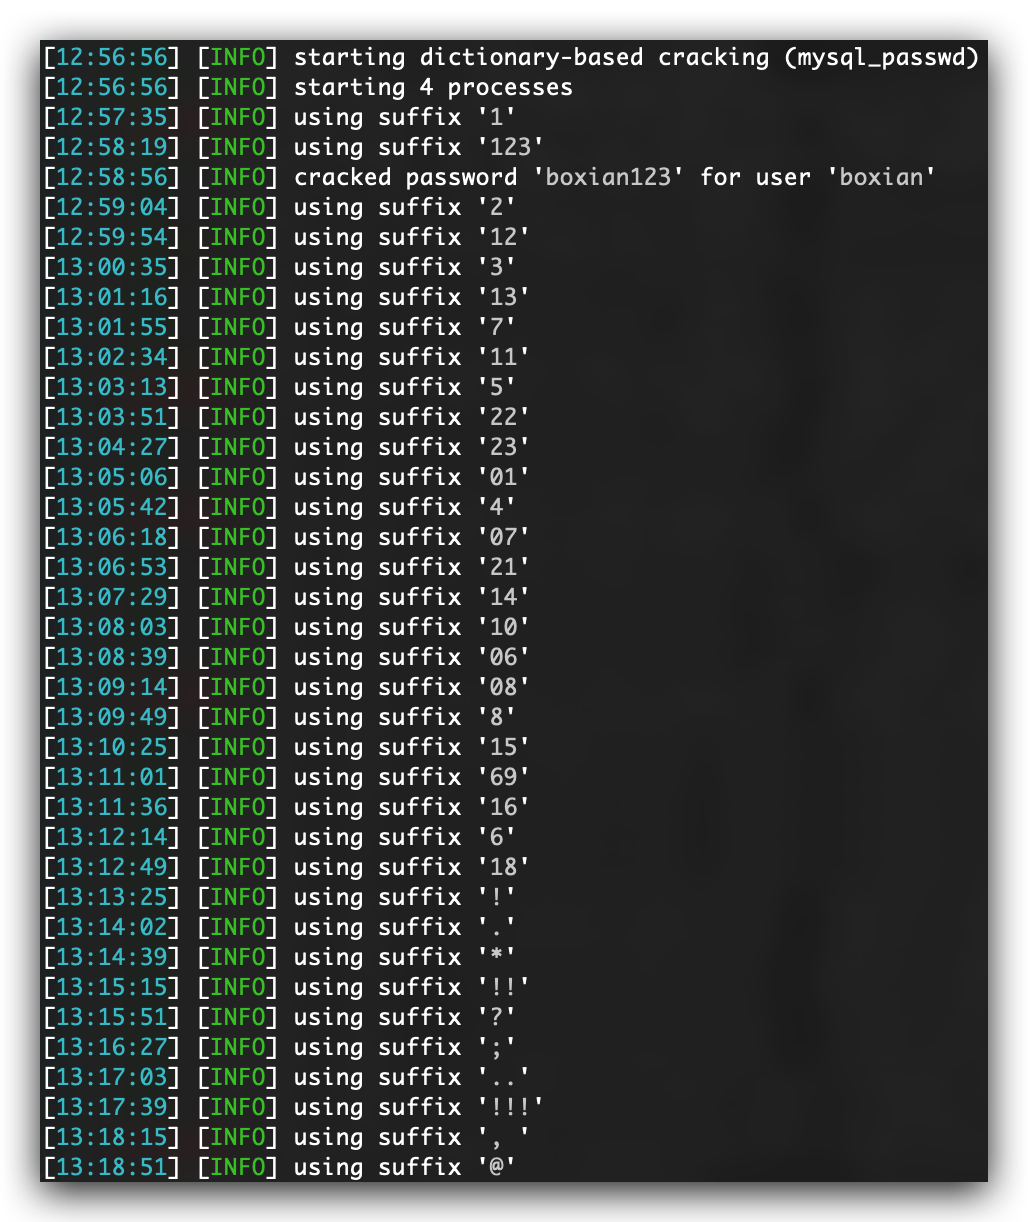 [12:56:56] [INFO] starting dictionary-based cracking (mysql_passwd)
[12:56:56] [INFO] starting 4 processes
[12:57:35] [INFO] using suffix '1'
[12:58:19] [INFO] using suffix '123'
[12:58:56] [INFO] cracked password 'boxian123' for user 'boxian'
[12:59:04] [INFO] using suffix '2'
[12:59:54] [INFO] using suffix '12'
[13:00:35] [INFO] using suffix '3'
[13:01:16] [INFO] using suffix '13'
[13:01:55] [INFO] using suffix '7'
[13:02:34] [INFO] using suffix '11'
[13:03:13] [INFO] using suffix '5'
[13:03:51] [INFO] using suffix '22'
[13:04:27] [INFO] using suffix '23'
[13:05:06] [INFO] using suffix '01'
[13:05:42] [INFO] using suffix '4'
[13:06:18] [INFO] using suffix '07'
[13:06:53] [INFO] using suffix '21'
[13:07:29] [INFO] using suffix '14'
[13:08:03] [INFO] using suffix '10'
[13:08:39] [INFO] using suffix '06'
[13:09:14] [INFO] using suffix '08'
[13:09:49] [INFO] using suffix '8'
[13:10:25] [INFO] using suffix '15'
[13:11:01] [INFO] using suffix '69'
[13:11:36] [INFO] using suffix '16'
[13:12:14] [INFO] using suffix '6'
[13:12:49] [INFO] using suffix '18'
[13:13:25] [INFO] using suffix '!'
[13:14:02] [INFO] using suffix '.'
[13:14:39] [INFO] using suffix '*'
[13:15:15] [INFO] using suffix '!!'
[13:15:51] [INFO] using suffix '?'
[13:16:27] [INFO] using suffix ';'
[13:17:03] [INFO] using suffix '..'
[13:17:39] [INFO] using suffix '!!!'
[13:18:15] [INFO] using suffix ', '
[13:18:51] [INFO] using suffix '@'